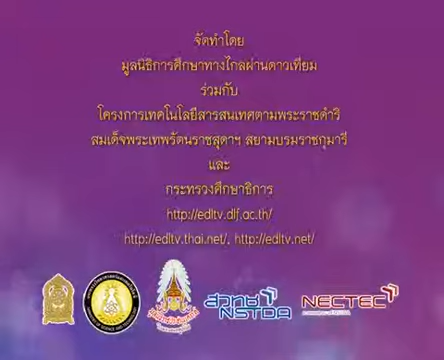 จัดทำโดย
มูลนิธิการศึกษาทางไกลผ่านดาวเทียม
ร่วมกับ
โครงการเทคโนโลยีสารสนเทศตามพระราชดำริ
สมเด็จพระเทพรัตนราชสุดาฯ สยามบรมราชกุมารี
และ
กระทรวงศึกษาธิการ
http://edltv.dlf.ac.th/
http://edltv.thai.net/, http://edltv.net/
สวทช
NSTDA
NECTEC